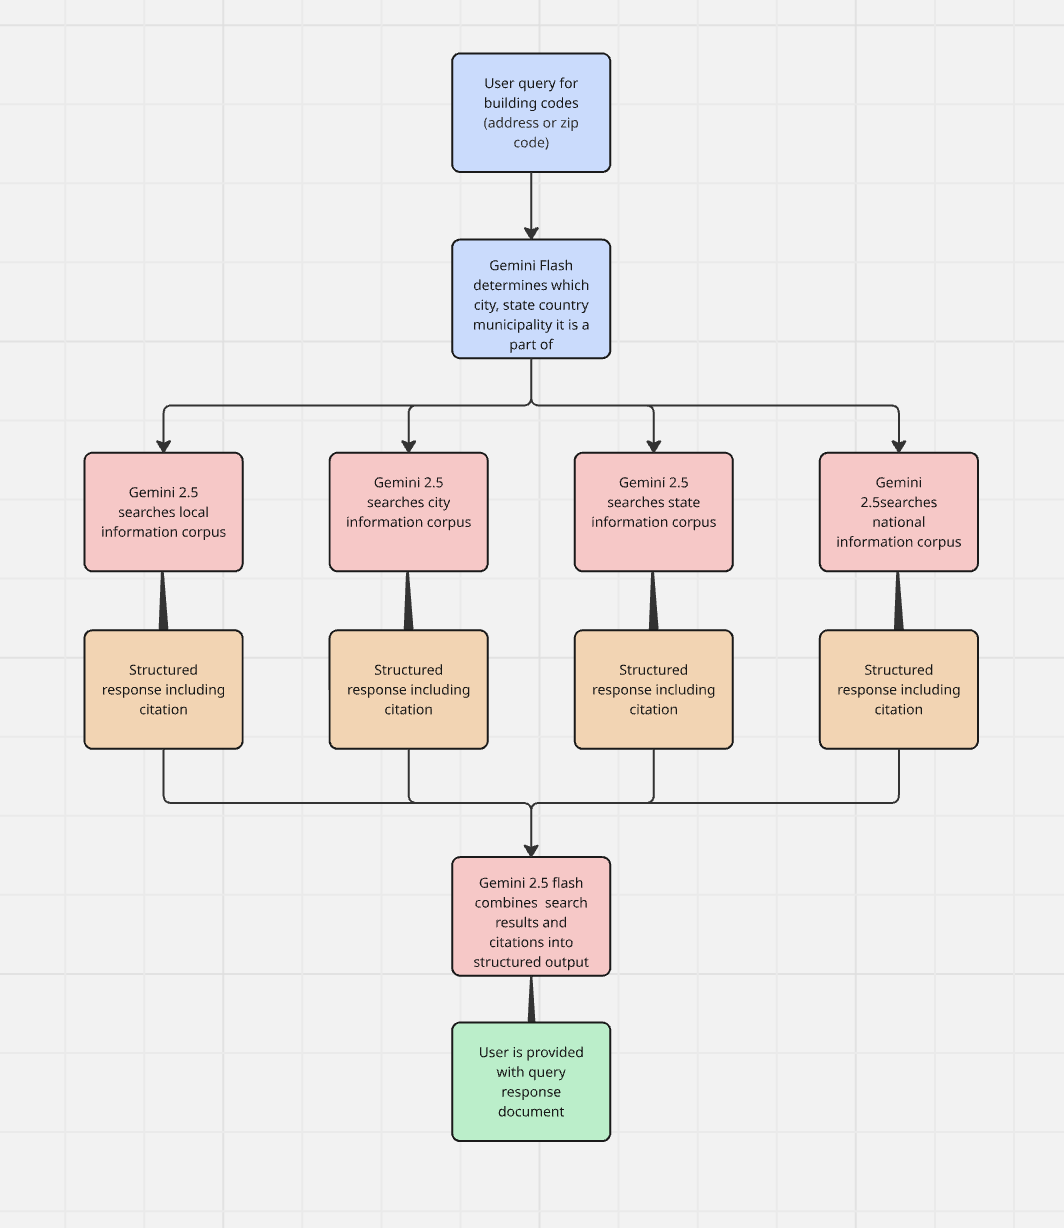 User query for
building codes
(address or zip
code)
Gemini Flash
determines which
city, state country
municipality it is a
part of
Gemini 2.5
searches local
information corpus
Gemini 2.5
searches city
information corpus
Gemini 2.5
searches state
information corpus
Gemini
2.5searches
national
information corpus
Structured
response including
citation
Structured
response including
citation
Structured
response including
citation
Structured
response including
citation
Gemini 2.5 flash
combines  search
results and
citations into
structured output
User is provided
with query
response
document